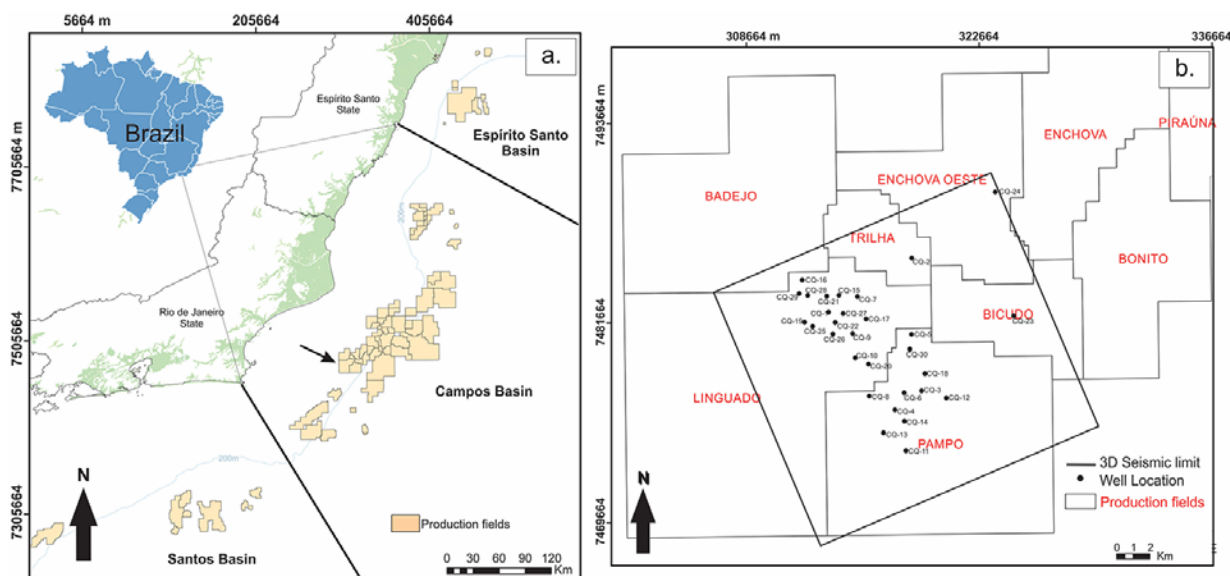 5664 m
205664
405664
a.
Espírito Santo
State
Brazil
Espírito Santo
Basin
7705664 m
200m
Rio de Janeiro
State
7505664
Campos Basin
N
200m
7305664
Production fields
Santos Basin
0 30 60 90 120
Km
308664 m
322664
336664
b.
7493664 m
PIRAÚNA
ENCHOVA
ENCHOVA OESTE
CQ-24
BADEJO
TRILHA
CQ-2
BONITO
CQ-16
CQ-28
CQ-15
CQ-29
CQ-21
CQ-7
CQ-27
CQ-17
BICUDO
CQ-23
7481664
CQ-19
CQ-22
CQ-25
CQ-26
CQ-9
CQ-5
CQ-30
CQ-10
CQ-20
CQ-18
LINGUADO
CQ-8
CQ-6
CQ-3
CQ-12
CQ-4
CQ-14
CQ-13
PAMPO
CQ-11
3D Seismic limit
Well Location
Production fields
N
7469664
0 1 2
Km